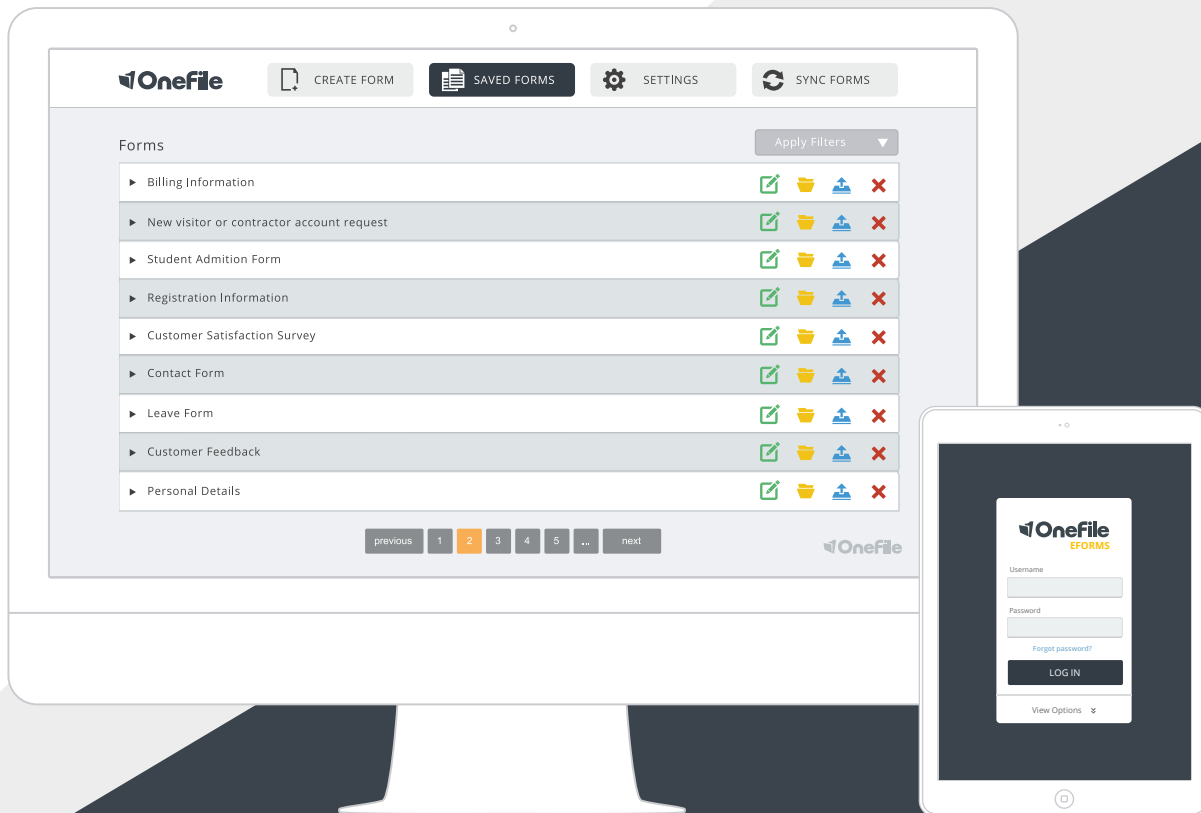 OneFile
CREATE FORM
SAVED FORMS
SETTINGS
SYNC FORMS
Forms
Apply Filters
Billing Information
New visitor or contractor account request
Student Admition Form
Registration Information
Customer Satisfaction Survey
Contact Form
Leave Form
Customer Feedback
Personal Details
previous 1 2 3 4 5 ... next
OneFile
OneFile
EFORMS
Username
Password
Forgot password?
LOG IN
View Options